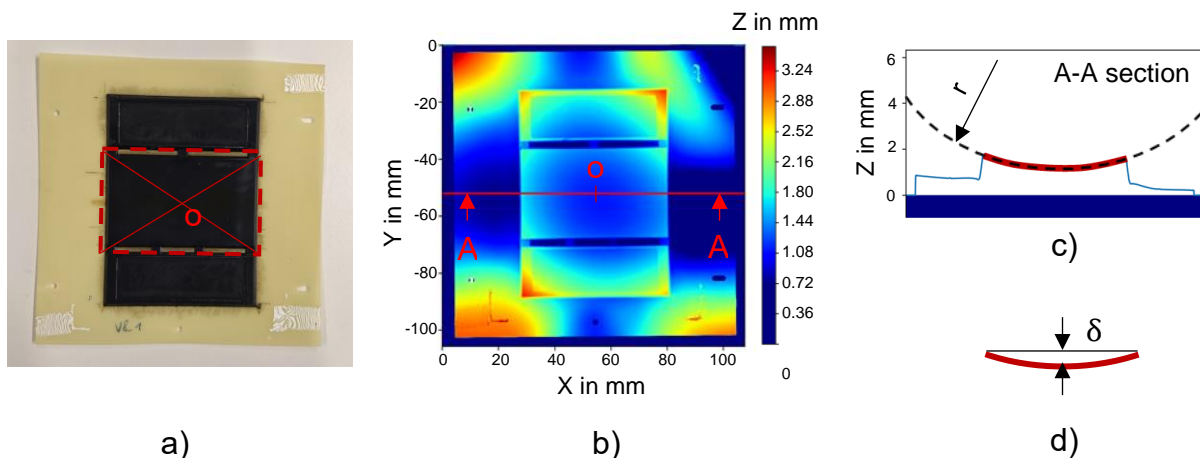 O
VL 1
a)
Z in mm
0
-20
-40
-60
-80
-100
Y in mm
O
A
A
0
20
40
60
80
100
X in mm
3.24
2.88
2.52
2.16
1.80
1.44
1.08
0.72
0.36
0
b)
6
4
2
0
Z in mm
r
A-A section
c)
δ
d)